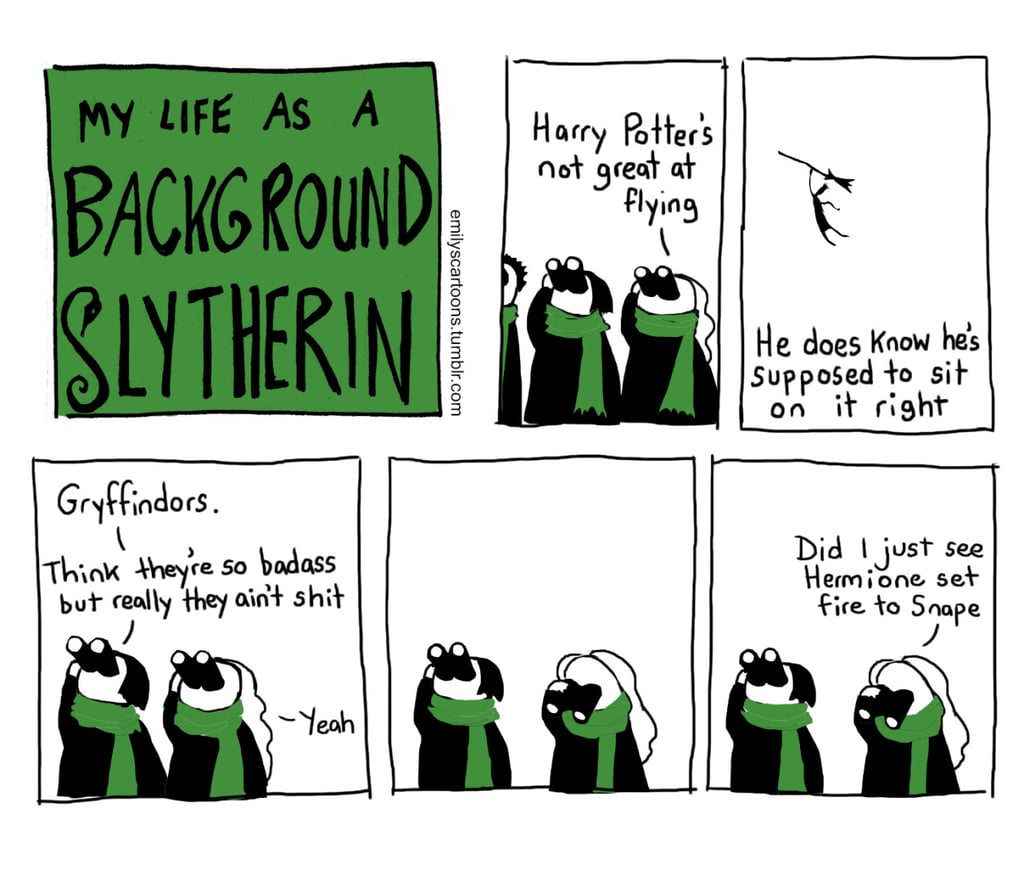 MY LIFE AS A
BACKGROUND
SLYTHERIN
emilyscartoons.tumblr.com
Harry Potter's
not great at
flying
He does know he's
supposed to sit
on it right
Gryffindors.
Think they're so badass
but really they ain't shit
Yeah
Did I just see
Hermione set
fire to Snape